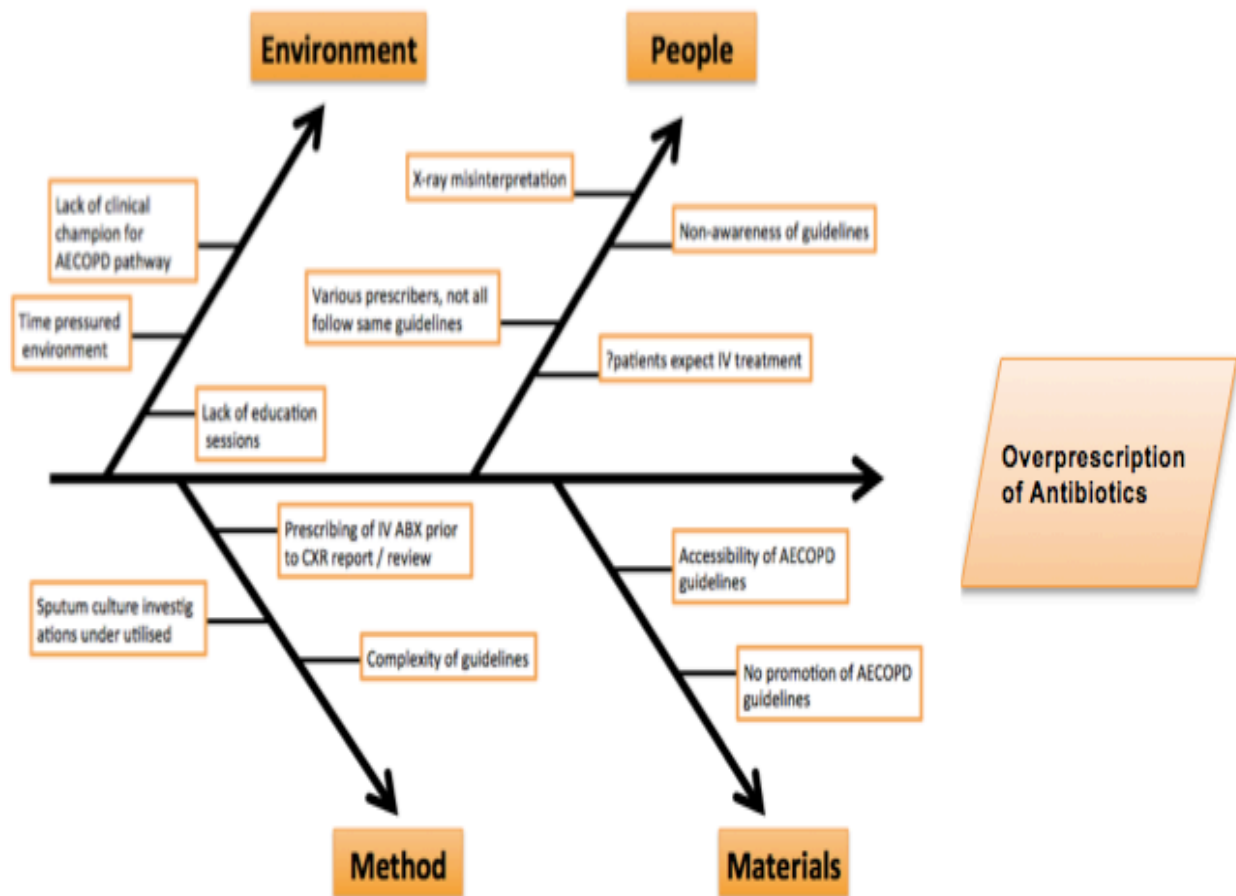 Environment
People
X-ray misinterpretation
Lack of clinical
champion for
AECOPD pathway
Non-awareness of guidelines
Various prescribers, not all
follow same guidelines
Time pressured
environment
?patients expect IV treatment
Lack of education
sessions
Overprescription
of Antibiotics
Prescribing of IV ABX prior
to CXR report / review
Accessibility of AECOPD
guidelines
Sputum culture investig
ations under utilised
Complexity of guidelines
No promotion of AECOPD
guidelines
Method
Materials